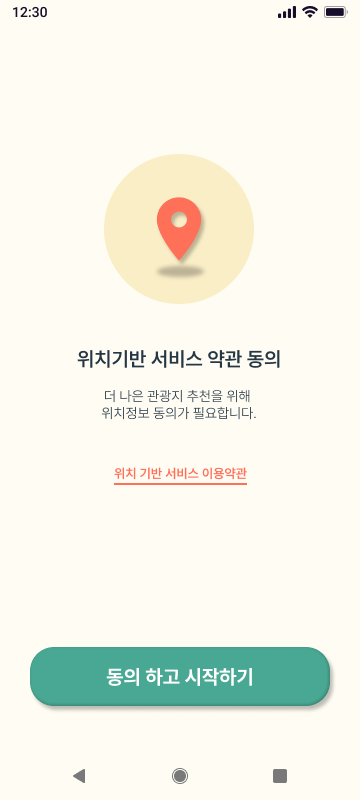 12:30
위치기반 서비스 약관 동의
더 나은 관광지 추천을 위해
위치정보 동의가 필요합니다.
위치 기반 서비스 이용약관
동의 하고 시작하기